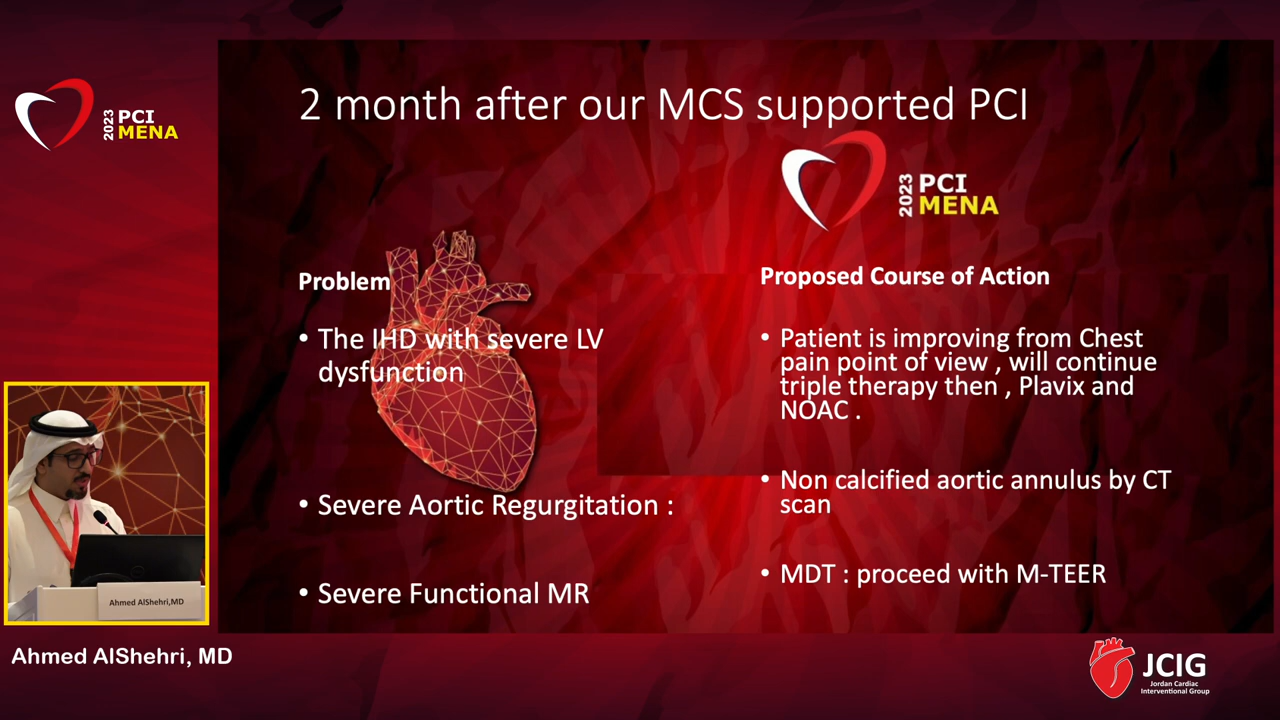 2023 PCI
MENA
2 month after our MCS supported PCI
2023 PCI
MENA
Problem
• The IHD with severe LV
dysfunction
• Severe Aortic Regurgitation :
• Severe Functional MR
Proposed Course of Action
• Patient is improving from Chest
pain point of view , will continue
triple therapy then , Plavix and
NOAC .
• Non calcified aortic annulus by CT
scan
• MDT : proceed with M-TEER
Ahmed AlShehri,MD
Ahmed AlShehri, MD
JCIG
Jordan Cardiac
Interventional Group